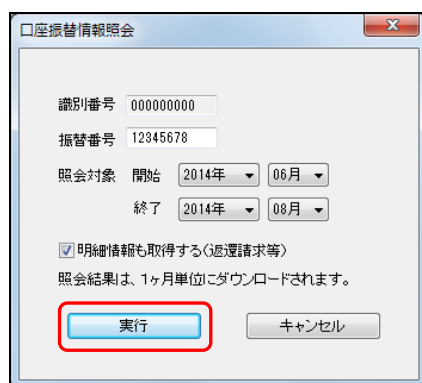 口座振替情報照会
識別番号 000000000
振替番号 12345678
照会対象 開始 2014年 06月
終了 2014年 08月
明細情報も取得する(返還請求等)
照会結果は、1ヶ月単位にダウンロードされます。
実行 キャンセル